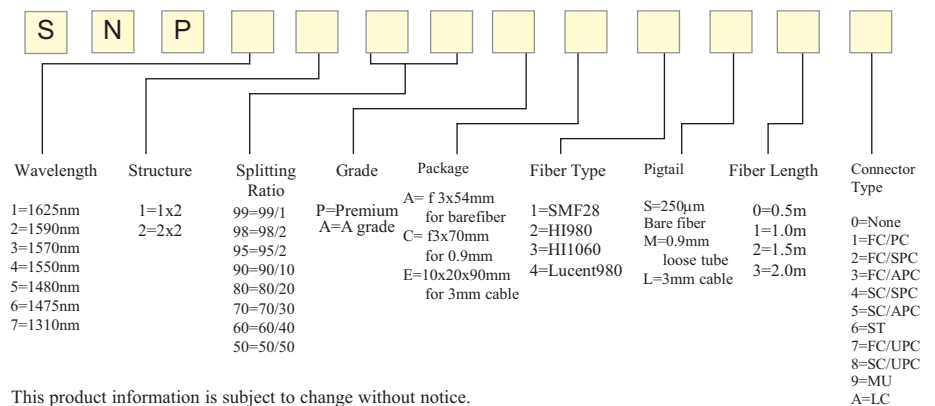 S N P
Wavelength
1=1625nm
2=1590nm
3=1570nm
4=1550nm
5=1480nm
6=1475nm
7=1310nm
Structure
1=1x2
2=2x2
Splitting
Ratio
99=99/1
98=98/2
95=95/2
90=90/10
80=80/20
70=70/30
60=60/40
50=50/50
Grade
P=Premium
A=A grade
Package
A= f 3x54mm
for barefiber
C= f3x70mm
for 0.9mm
E=10x20x90mm
for 3mm cable
Fiber Type
1=SMF28
2=HI980
3=HI1060
4=Lucent980
Pigtail
S=250μm
Bare fiber
M=0.9mm
loose tube
L=3mm cable
Fiber Length
0=0.5m
1=1.0m
2=1.5m
3=2.0m
Connector
Type
0=None
1=FC/PC
2=FC/SPC
3=FC/APC
4=SC/SPC
5=SC/APC
6=ST
7=FC/UPC
8=SC/UPC
9=MU
A=LC
This product information is subject to change without notice.